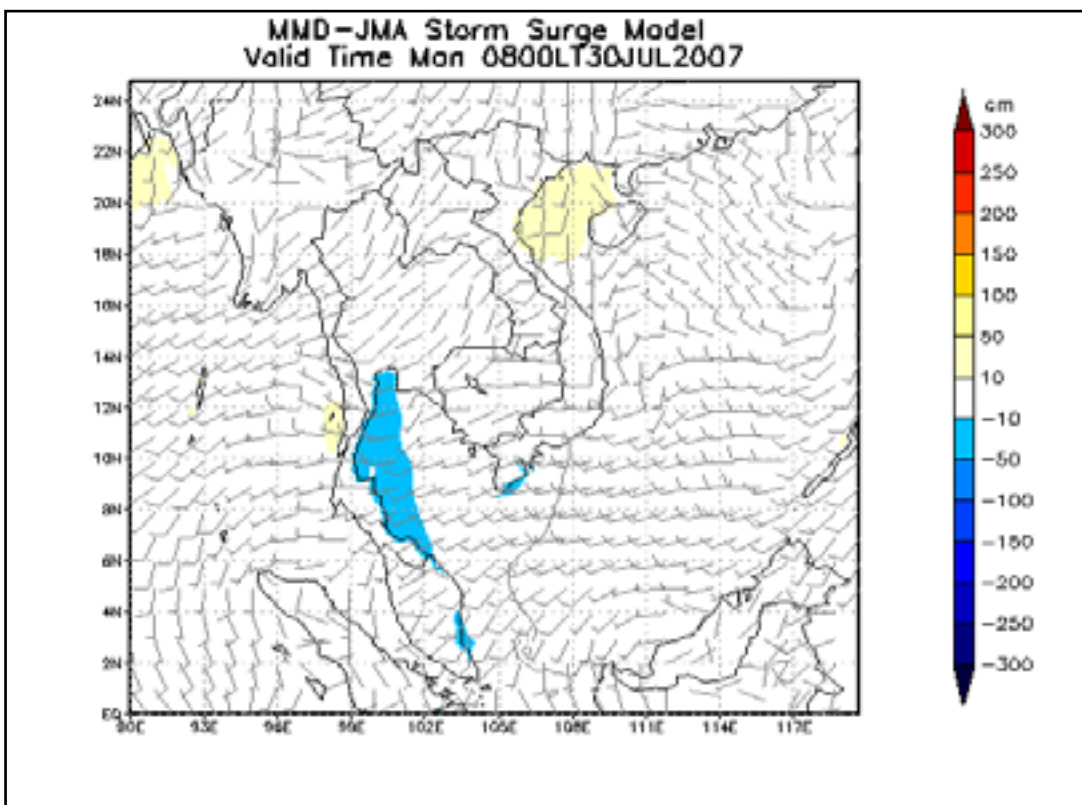 MMD-JMA Storm Surge Model
Valid Time Mon 0800LT30JUL2007
cm
300
250
200
150
100
50
10
-10
-50
-100
-150
-200
-250
-300
24N
22N
20N
18N
16N
14N
12N
10N
8N
6N
4N
2N
EQ
90E 93E 96E 99E 102E 105E 108E 111E 114E 117E